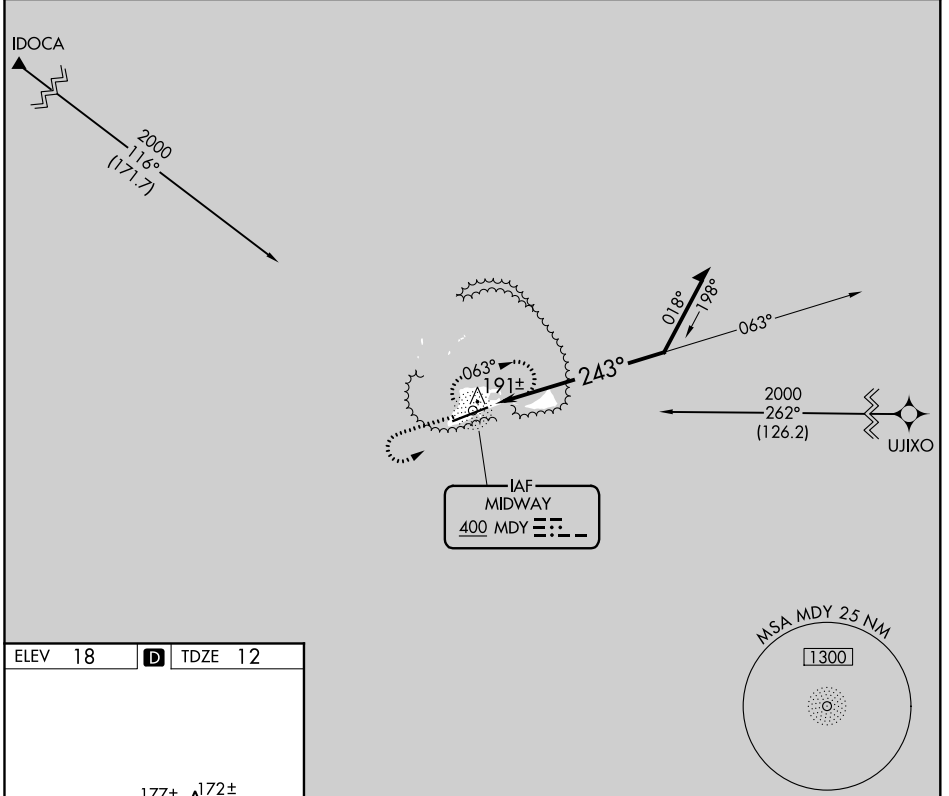 IDOCA
2000
116°
(171.7)
018°
198°
063°
243°
063°
191±
2000
262°
(126.2)
UJIXO
IAF
MIDWAY
400 MDY
MSA MDY 25 NM
1300
ELEV 18 D TDZE 12
177± 172±